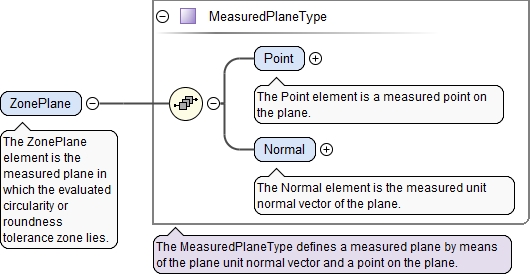 MeasuredPlaneType
Point
The Point element is a measured point on
the plane.
ZonePlane
The ZonePlane
element is the
measured plane in
which the evaluated
circularity or
roundness
tolerance zone lies.
Normal
The Normal element is the measured unit
normal vector of the plane.
The MeasuredPlaneType defines a measured plane by means
of the plane unit normal vector and a point on the plane.